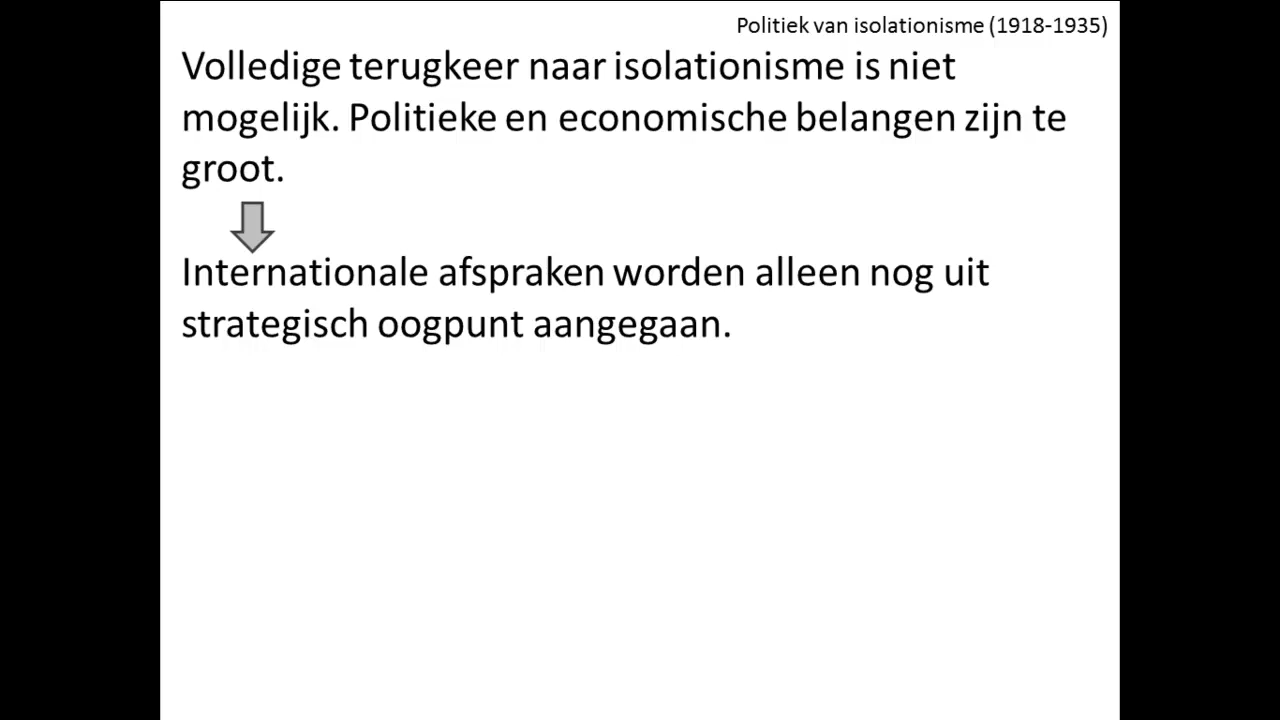 Politiek van isolationisme (1918-1935)
Volledige terugkeer naar isolationisme is niet
mogelijk. Politieke en economische belangen zijn te
groot.
Internationale afspraken worden alleen nog uit
strategisch oogpunt aangegaan.